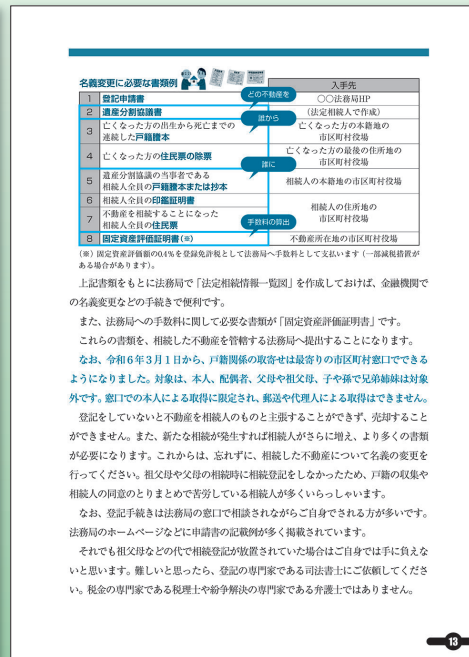 名義変更に必要な書類例
入手先
どの不動産を
1 登記申請書 〇〇法務局HP
2 遺産分割協議書 (法定相続人で作成)
誰から
3 亡くなった方の出生から死亡までの
連続した戸籍謄本
亡くなった方の本籍地の
市区町村役場
4 亡くなった方の住民票の除票
亡くなった方の最後の住所地の
市区町村役場
誰に
5 遺産分割協議の当事者である
相続人全員の戸籍謄本または抄本
相続人の本籍地の市区町村役場
6 相続人全員の印鑑証明書
7 不動産を相続することになった
相続人全員の住民票
相続人の住所地の
市区町村役場
手数料の算出
8 固定資産評価証明書(※) 不動産所在地の市区町村役場
(※)固定資産評価額の0.4%を登録免許税として法務局へ手数料として支払います(一部減税措置が
ある場合があります)。
上記書類をもとに法務局で「法定相続情報一覧図」を作成しておけば、金融機関で
の名義変更などの手続きで便利です。
また、法務局への手数料に関して必要な書類が「固定資産評価証明書」です。
これらの書類を、相続した不動産を管轄する法務局へ提出することになります。
なお、令和6年3月1日から、戸籍関係の取寄せは最寄りの市区町村窓口でできる
ようになりました。対象は、本人、配偶者、父母や祖父母、子や孫で兄弟姉妹は対象
外です。窓口での本人による取得に限定され、郵送や代理人による取得はできません。
登記をしていないと不動産を相続人のものと主張することができず、売却すること
ができません。また、新たな相続が発生すれば相続人がさらに増え、より多くの書類
が必要になります。これからは、忘れずに、相続した不動産について名義の変更を
行ってください。祖父母や父母の相続時に相続登記をしなかったため、戸籍の収集や
相続人の同意のとりまとめで苦労している相続人が多くいらっしゃいます。
なお、登記手続きは法務局の窓口で相談されながらご自身でされる方が多いです。
法務局のホームページなどに申請書の記載例が多く掲載されています。
それでも祖父母などの代で相続登記が放置されていた場合はご自身では手に負えな
いと思います。難しいと思ったら、登記の専門家である司法書士にご依頼してくださ
い。税金の専門家である税理士や紛争解決の専門家である弁護士ではありません。
13